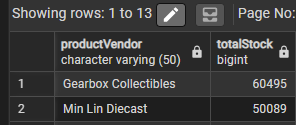 Showing rows: 1 to 13 Page No:
productVendor totalStock
character varying (50) bigint
1 Gearbox Collectibles 60495
2 Min Lin Diecast 50089